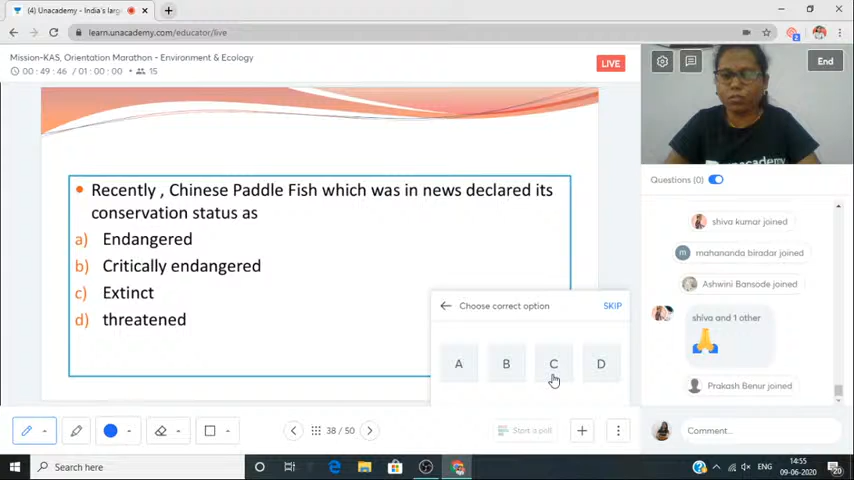 (4) Unacademy - India's larg
learn.unacademy.com/educator/live
Mission-KAS, Orientation Marathon - Environment & Ecology
00 : 49 : 46 / 01 : 00 : 00 • 15
LIVE
End
Recently , Chinese Paddle Fish which was in news declared its
conservation status as
a) Endangered
b) Critically endangered
c) Extinct
d) threatened
Choose correct option
SKIP
A B C D
Questions (0)
shiva kumar joined
mahananda biradar joined
Ashwini Bansode joined
shiva and 1 other
Prakash Benur joined
38 / 50
Start a poll
Comment...
Search here
ENG
14:55
09-06-2020
20